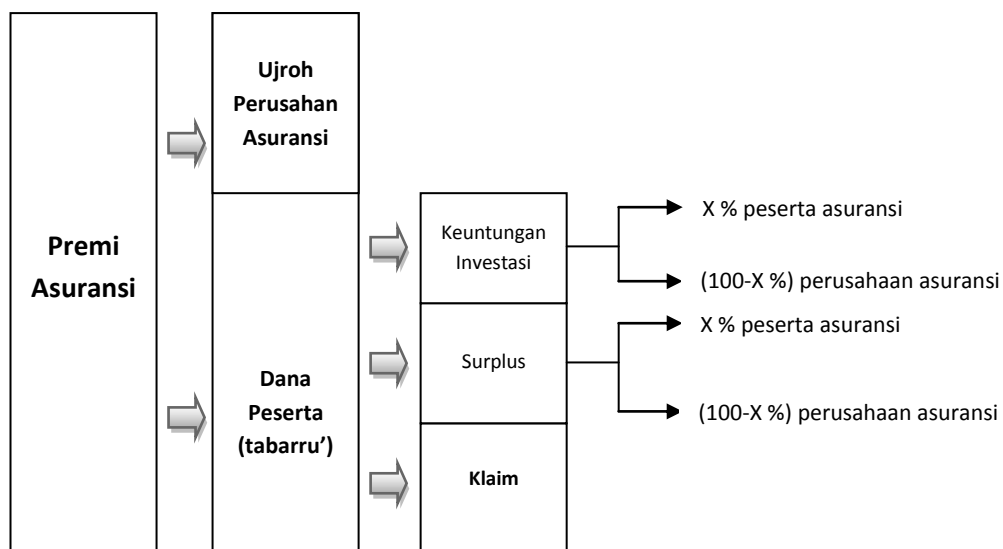 Premi
Asuransi
Ujroh
Perusahan
Asuransi
Dana
Peserta
(tabarru’)
Keuntungan
Investasi
Surplus
Klaim
X % peserta asuransi
(100-X %) perusahaan asuransi
X % peserta asuransi
(100-X %) perusahaan asuransi